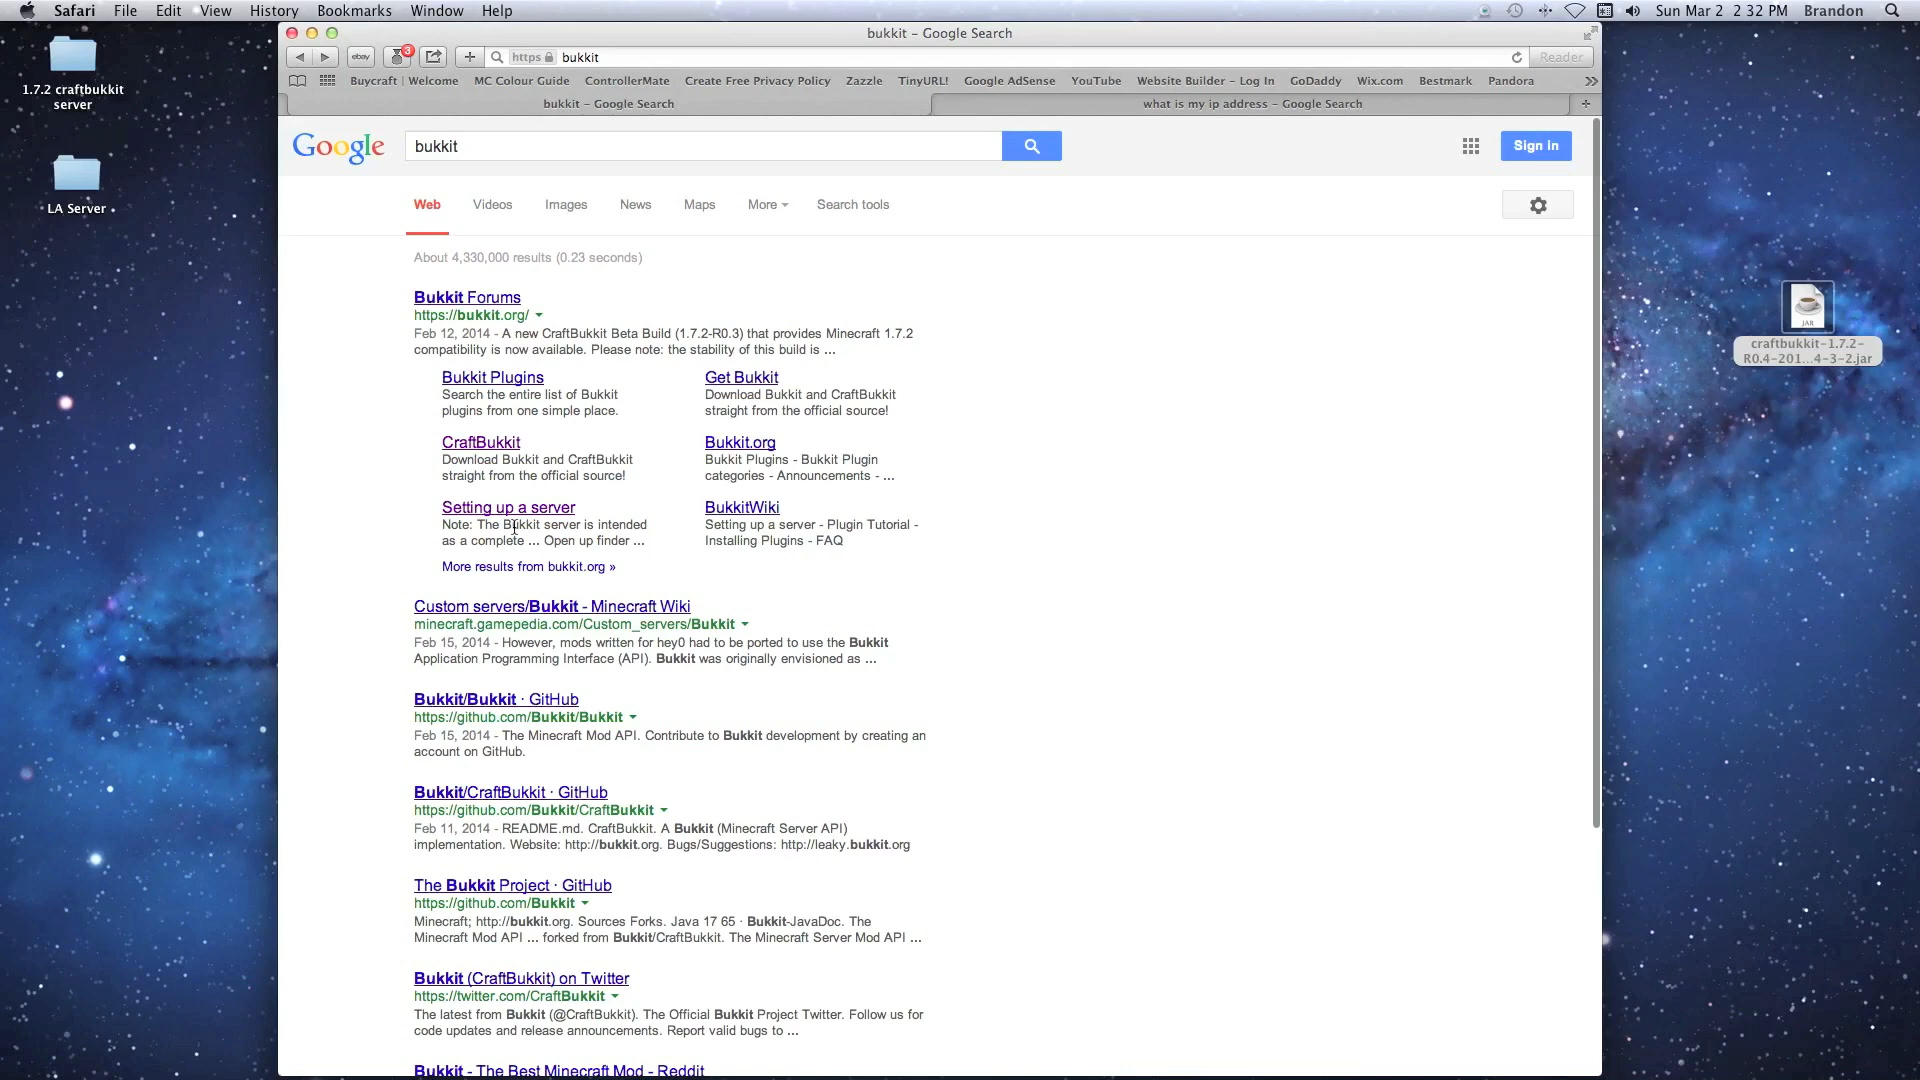 Safari File Edit View History Bookmarks Window Help
Sun Mar 2 2 32 PM Brandon
bukkit – Google Search
ebay 3 https bukkit Reader
Buycraft | Welcome MC Colour Guide ControllerMate Create Free Privacy Policy Zazzle TinyURL! Google AdSense YouTube Website Builder – Log In GoDaddy Wix.com Bestmark Pandora
bukkit – Google Search what is my ip address – Google Search
1.7.2 craftbukkit
server
LA Server
JAR
craftbukkit-1.7.2-
R0.4-201...4-3-2.jar
Google bukkit Sign in
Web Videos Images News Maps More Search tools
About 4,330,000 results (0.23 seconds)
Bukkit Forums
https://bukkit.org/
Feb 12, 2014 - A new CraftBukkit Beta Build (1.7.2-R0.3) that provides Minecraft 1.7.2
compatibility is now available. Please note: the stability of this build is ...
Bukkit Plugins
Search the entire list of Bukkit
plugins from one simple place.
Get Bukkit
Download Bukkit and CraftBukkit
straight from the official source!
CraftBukkit
Download Bukkit and CraftBukkit
straight from the official source!
Bukkit.org
Bukkit Plugins - Bukkit Plugin
categories - Announcements - ...
Setting up a server
Note: The Bukkit server is intended
as a complete ... Open up finder ...
BukkitWiki
Setting up a server - Plugin Tutorial -
Installing Plugins - FAQ
More results from bukkit.org »
Custom servers/Bukkit - Minecraft Wiki
minecraft.gamepedia.com/Custom_servers/Bukkit
Feb 15, 2014 - However, mods written for hey0 had to be ported to use the Bukkit
Application Programming Interface (API). Bukkit was originally envisioned as ...
Bukkit/Bukkit · GitHub
https://github.com/Bukkit/Bukkit
Feb 15, 2014 - The Minecraft Mod API. Contribute to Bukkit development by creating an
account on GitHub.
Bukkit/CraftBukkit · GitHub
https://github.com/Bukkit/CraftBukkit
Feb 11, 2014 - README.md. CraftBukkit. A Bukkit (Minecraft Server API)
implementation. Website: http://bukkit.org. Bugs/Suggestions: http://leaky.bukkit.org
The Bukkit Project · GitHub
https://github.com/Bukkit
Minecraft; http://bukkit.org. Sources Forks. Java 17 65 · Bukkit-JavaDoc. The
Minecraft Mod API ... forked from Bukkit/CraftBukkit. The Minecraft Server Mod API ...
Bukkit (CraftBukkit) on Twitter
https://twitter.com/CraftBukkit
The latest from Bukkit (@CraftBukkit). The Official Bukkit Project Twitter. Follow us for
code updates and release announcements. Report valid bugs to ...
Bukkit - The Best Minecraft Mod - Reddit